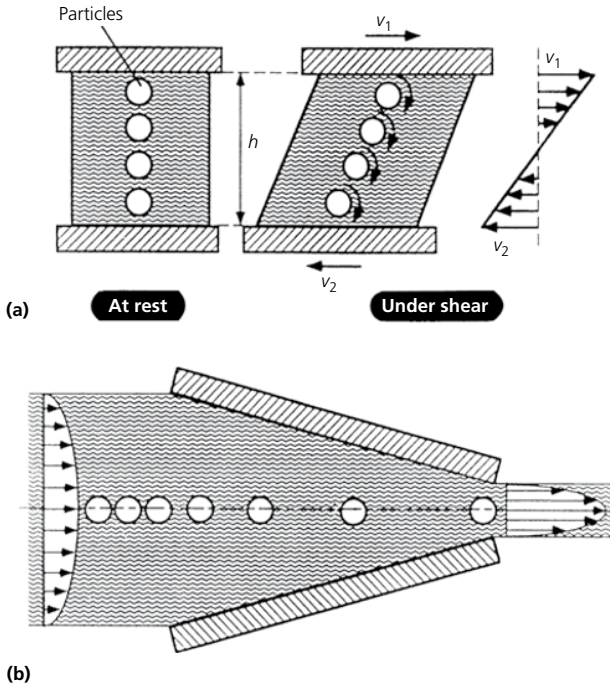 Particles
v1
h
v1
v2
v2
(a)
At rest
Under shear
(b)